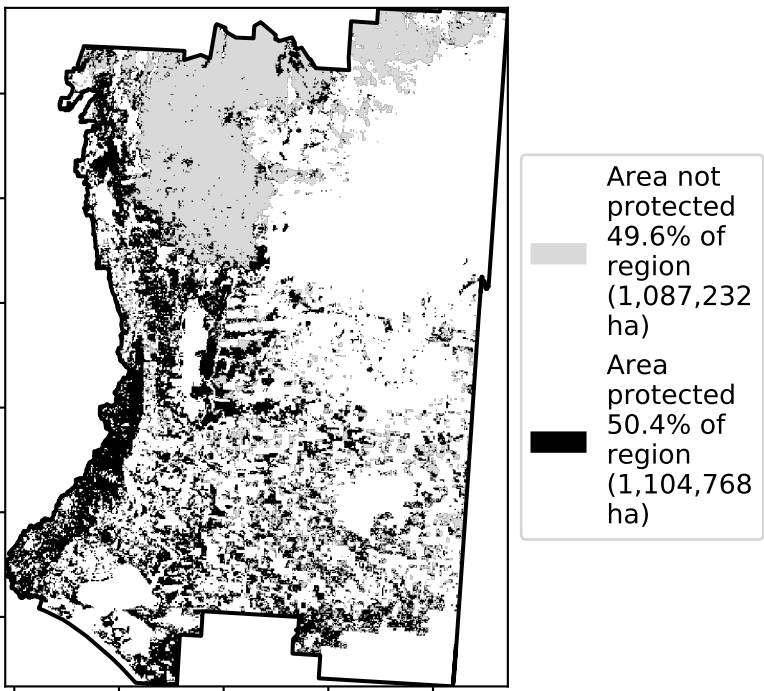 Area not
protected
49.6% of
region
(1,087,232
ha)
Area
protected
50.4% of
region
(1,104,768
ha)